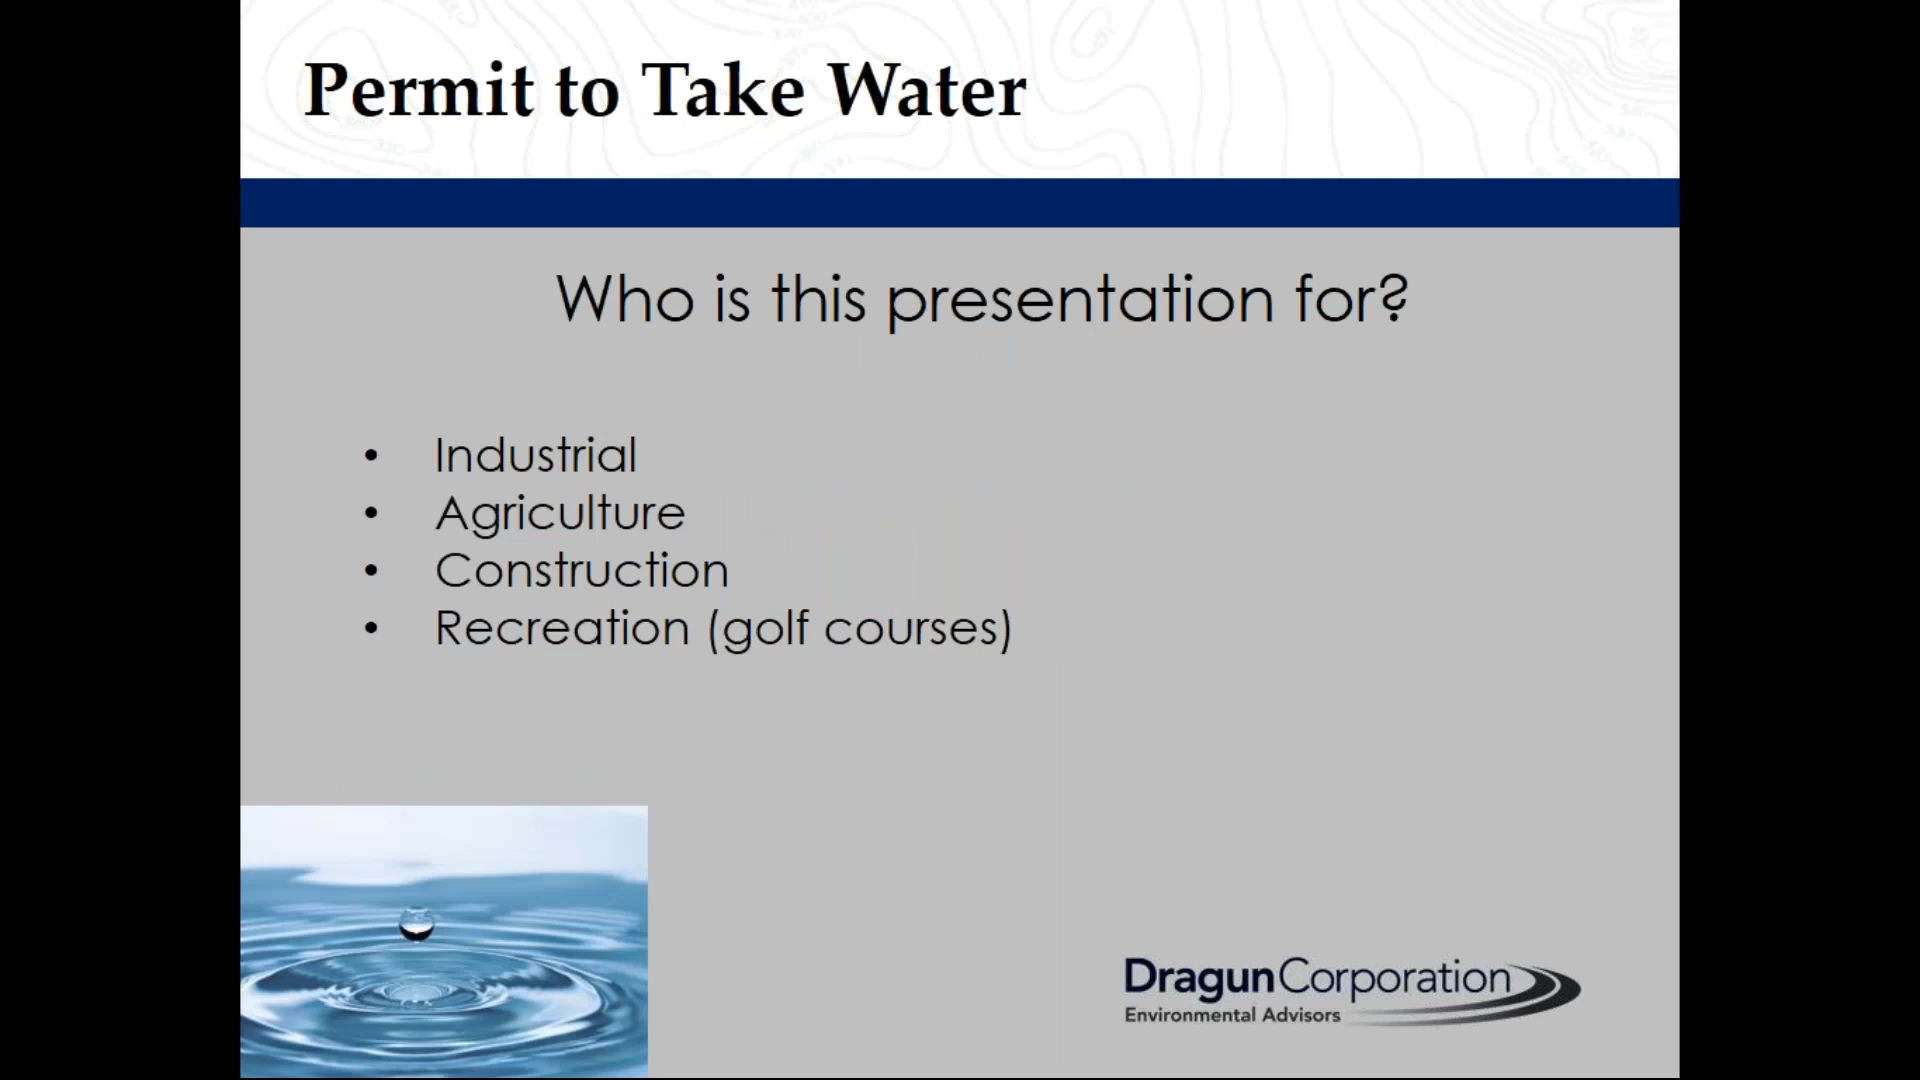 Permit to Take Water
Who is this presentation for?
• Industrial
• Agriculture
• Construction
• Recreation (golf courses)
DragunCorporation
Environmental Advisors